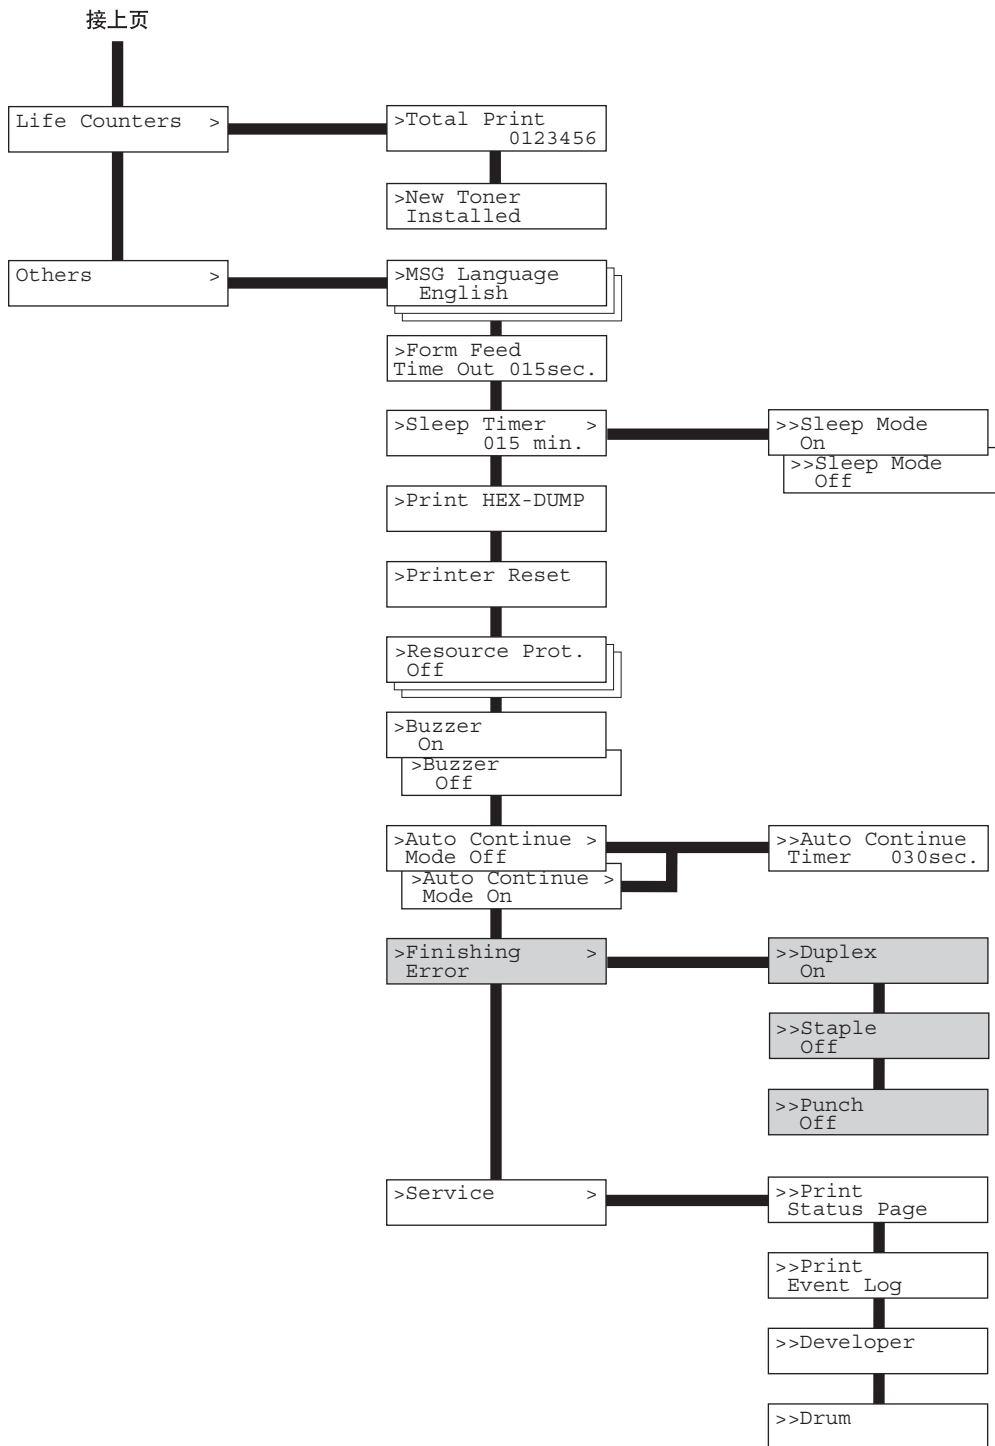 接上页
Life Counters >
>Total Print
0123456
>New Toner
Installed
Others >
>MSG Language
English
>Form Feed
Time Out 015sec.
>Sleep Timer >
015 min.
>>Sleep Mode
On
>>Sleep Mode
Off
>Print HEX-DUMP
>Printer Reset
>Resource Prot.
Off
>Buzzer
On
>Buzzer
Off
>Auto Continue >
Mode Off
>Auto Continue >
Mode On
>>Auto Continue
Timer 030sec.
>Finishing >
Error
>>Duplex
On
>>Staple
Off
>>Punch
Off
>Service >
>>Print
Status Page
>>Print
Event Log
>>Developer
>>Drum